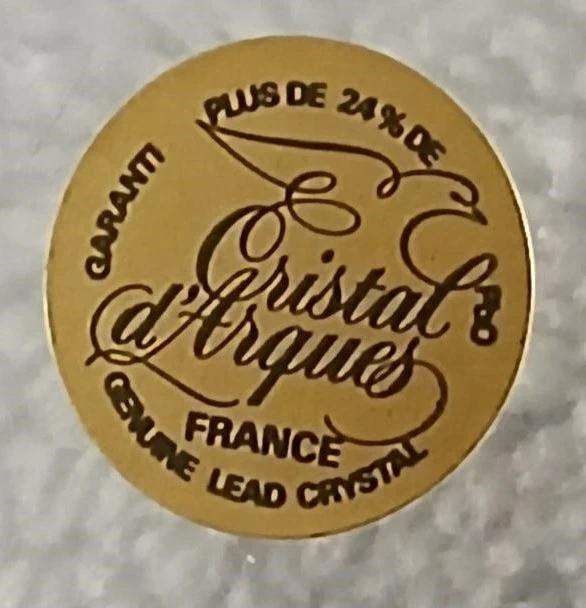 GARANTI PLUS DE 24% DE PbO
Cristal
d'Arques
FRANCE
GENUINE LEAD CRYSTAL